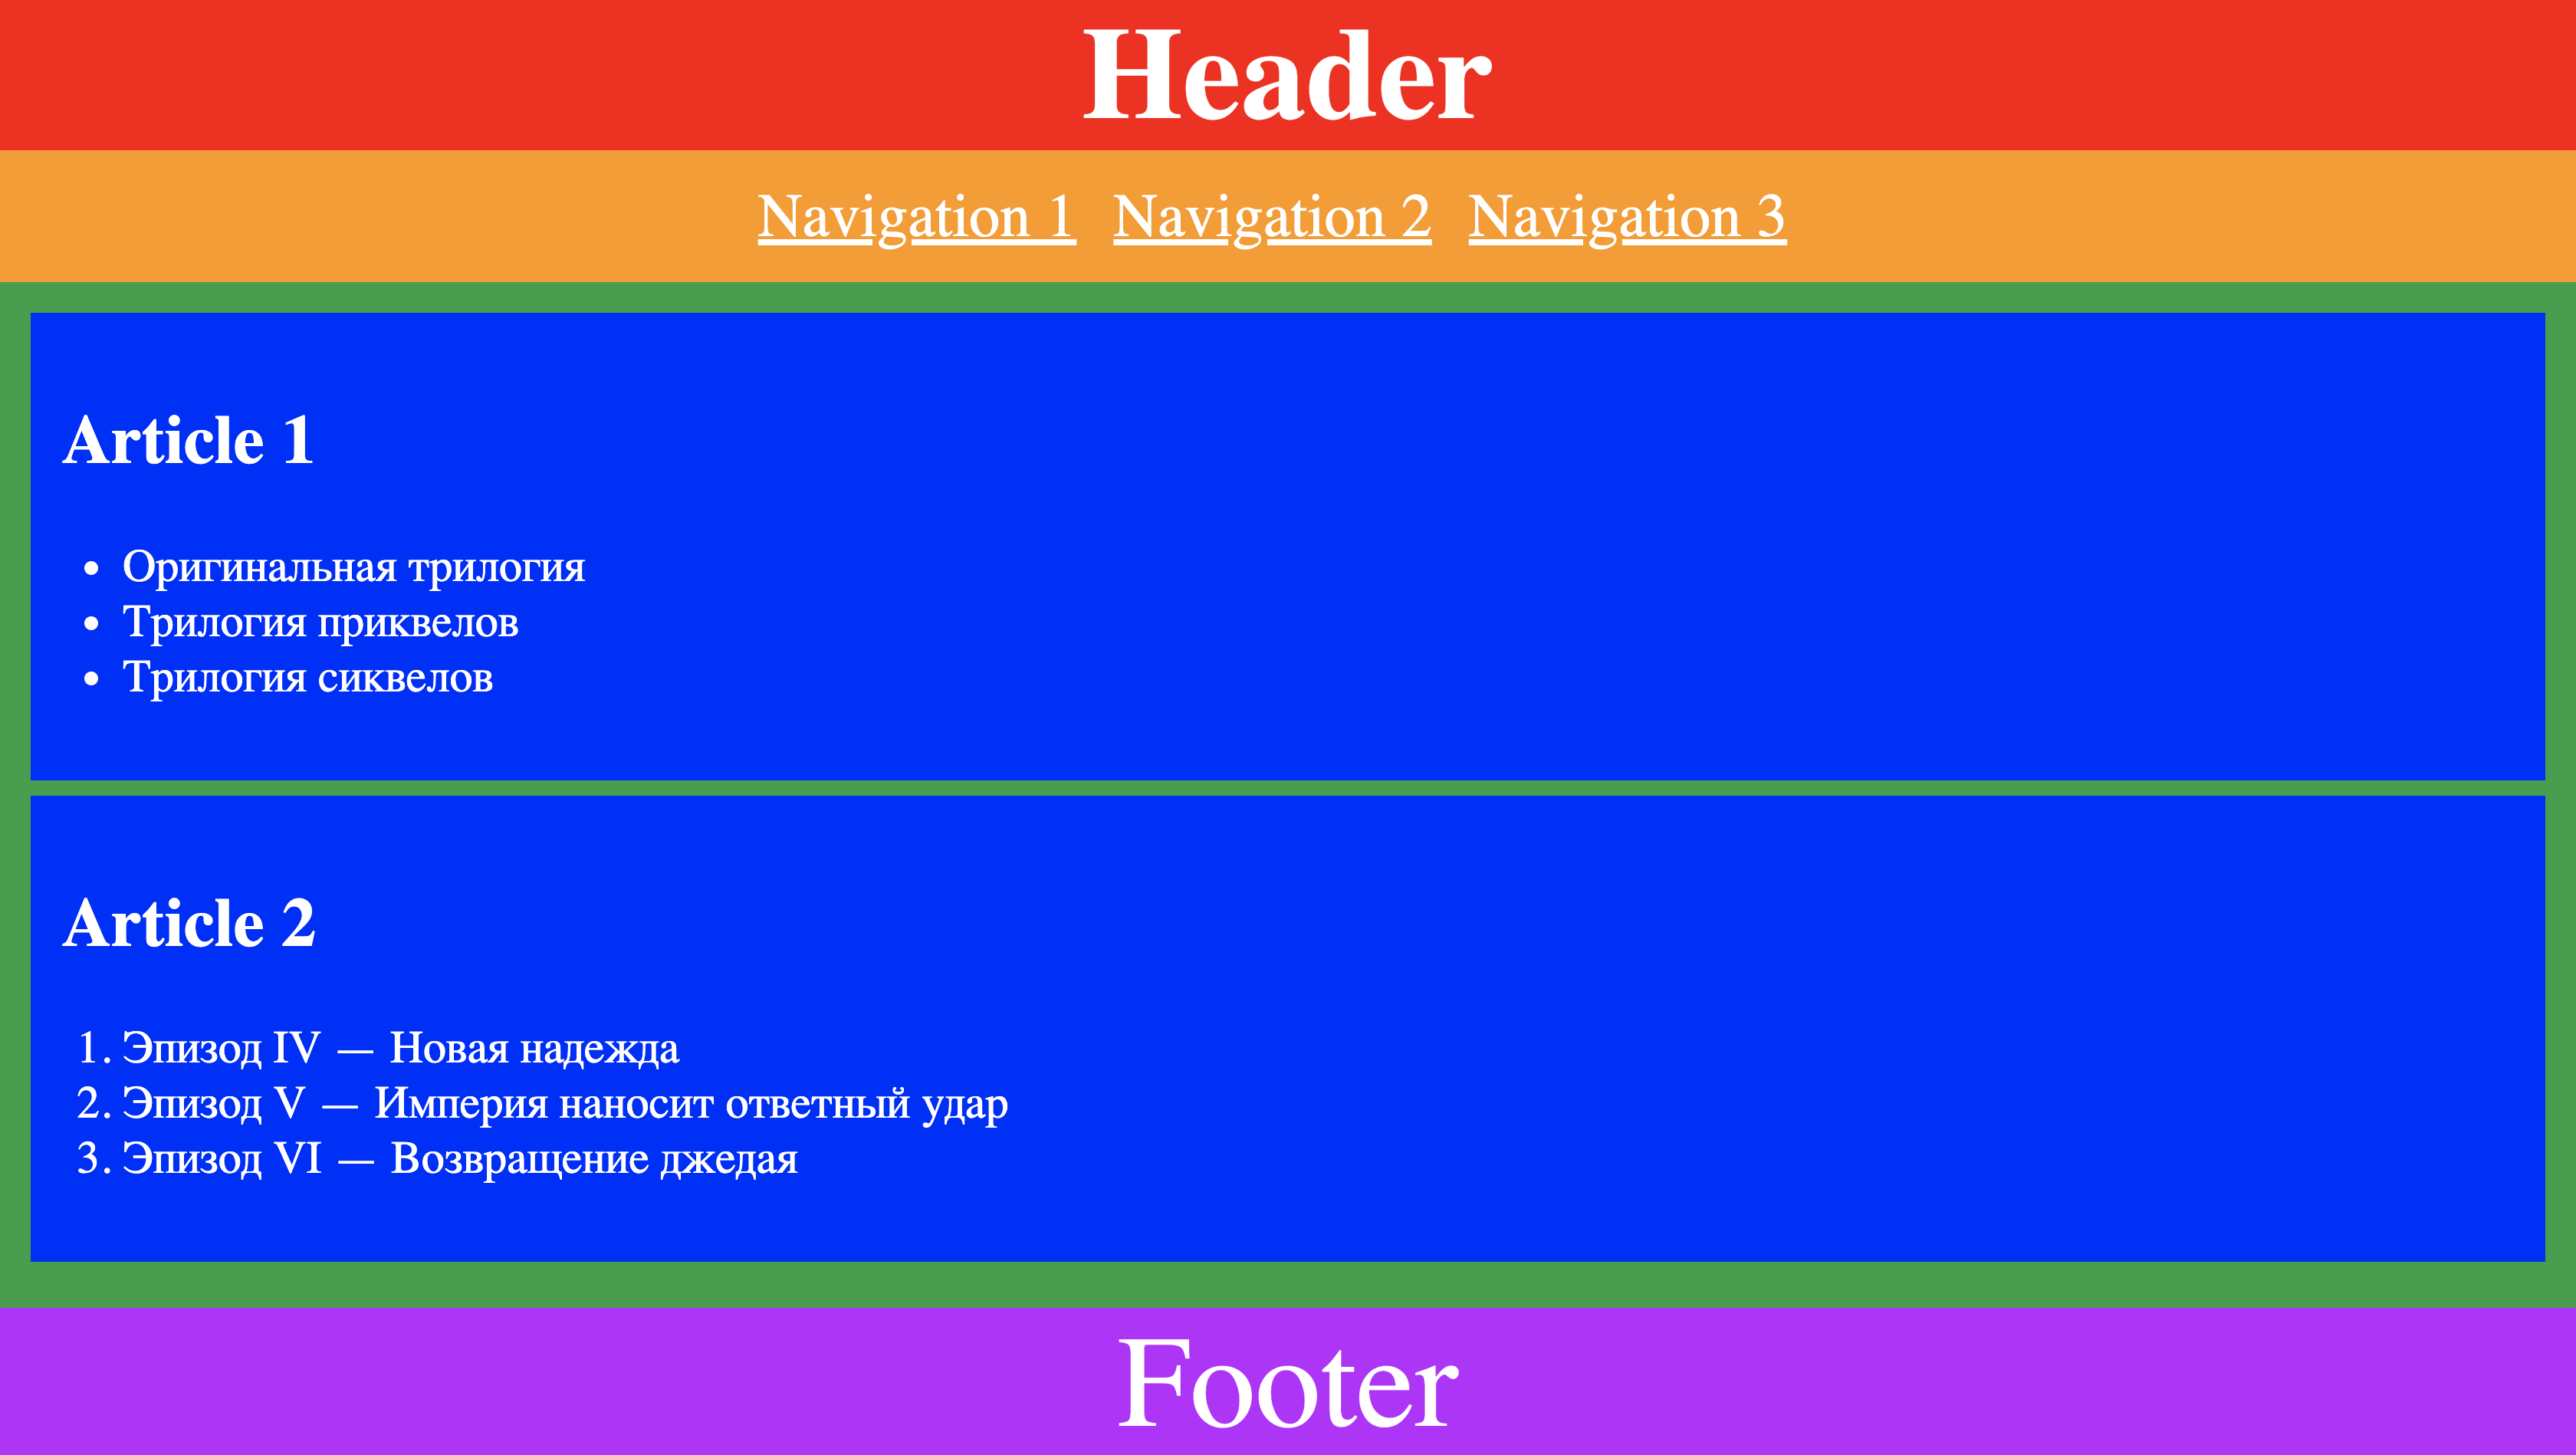 Header
Navigation 1 Navigation 2 Navigation 3
Article 1
• Оригинальная трилогия
• Трилогия приквелов
• Трилогия сиквелов
Article 2
1. Эпизод IV — Новая надежда
2. Эпизод V — Империя наносит ответный удар
3. Эпизод VI — Возвращение джедая
Footer